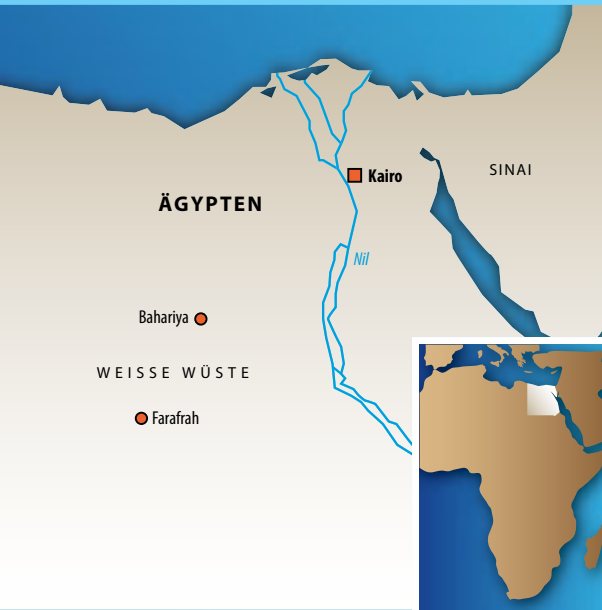 SINAI
Kairo
ÄGYPTEN
Nil
Bahariya
WEISSE WÜSTE
Farafrah